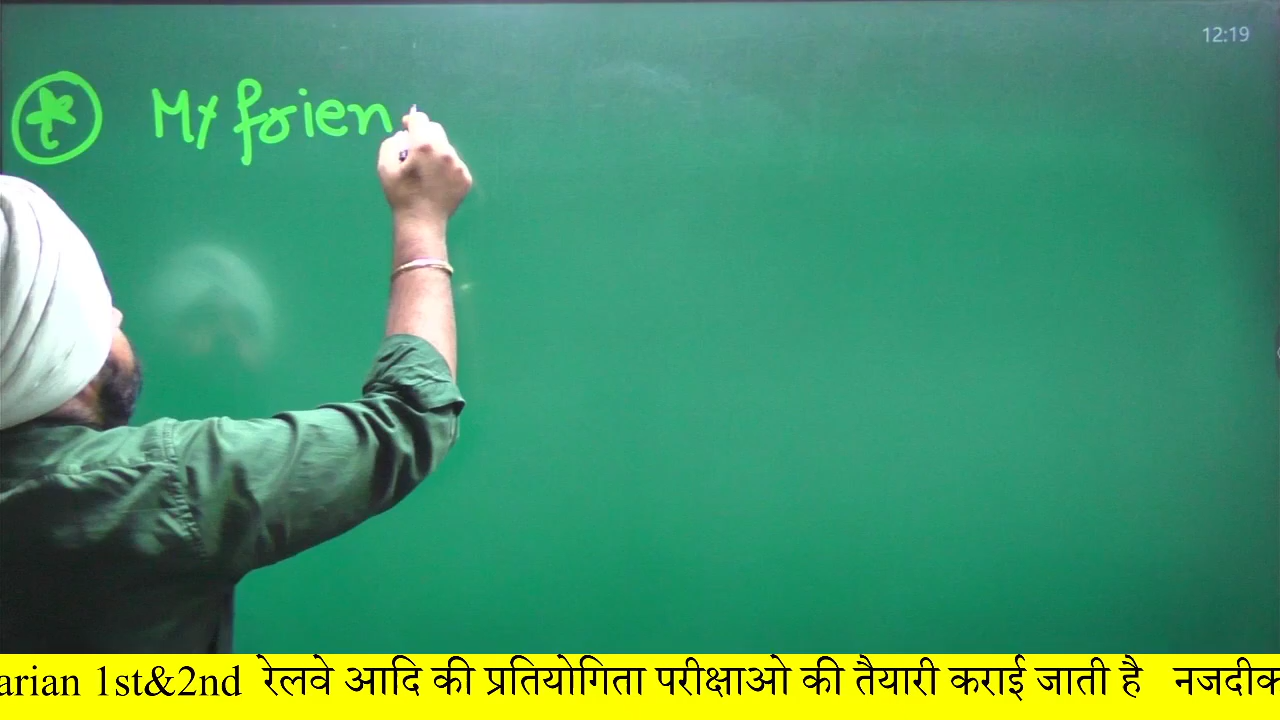 12:19
My frien
arian 1st&2nd रेलवे आदि की प्रतियोगिता परीक्षाओ की तैयारी कराई जाती है नजदीक